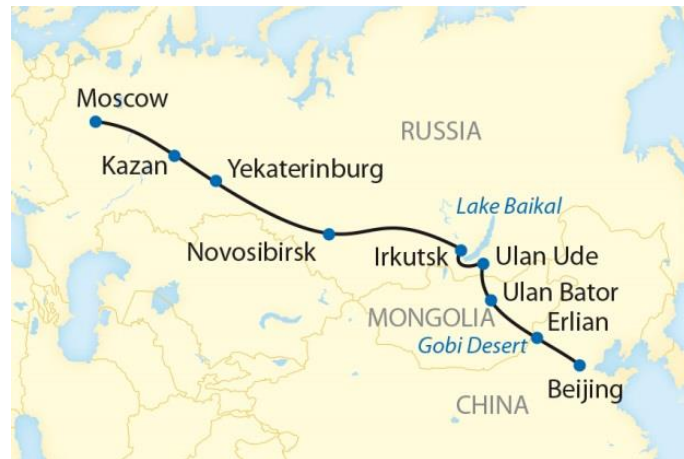 Moscow
RUSSIA
Kazan
Yekaterinburg
Lake Baikal
Novosibirsk
Irkutsk
Ulan Ude
Ulan Bator
MONGOLIA
Erlian
Gobi Desert
Beijing
CHINA